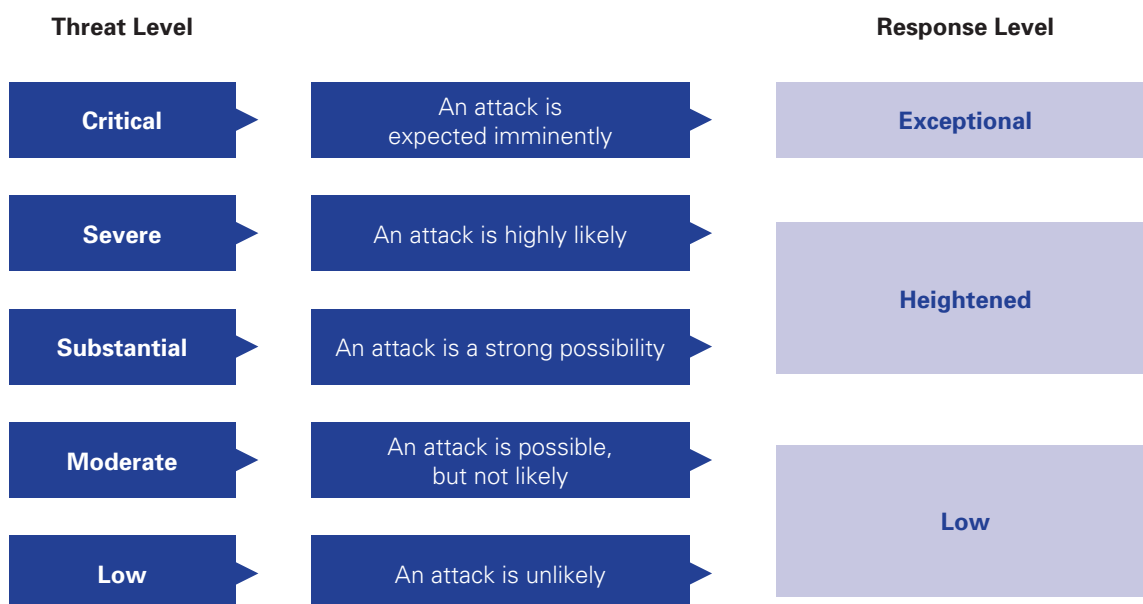 Threat Level
Response Level
Critical
An attack is
expected imminently
Exceptional
Severe
An attack is highly likely
Heightened
Substantial
An attack is a strong possibility
Moderate
An attack is possible,
but not likely
Low
Low
An attack is unlikely